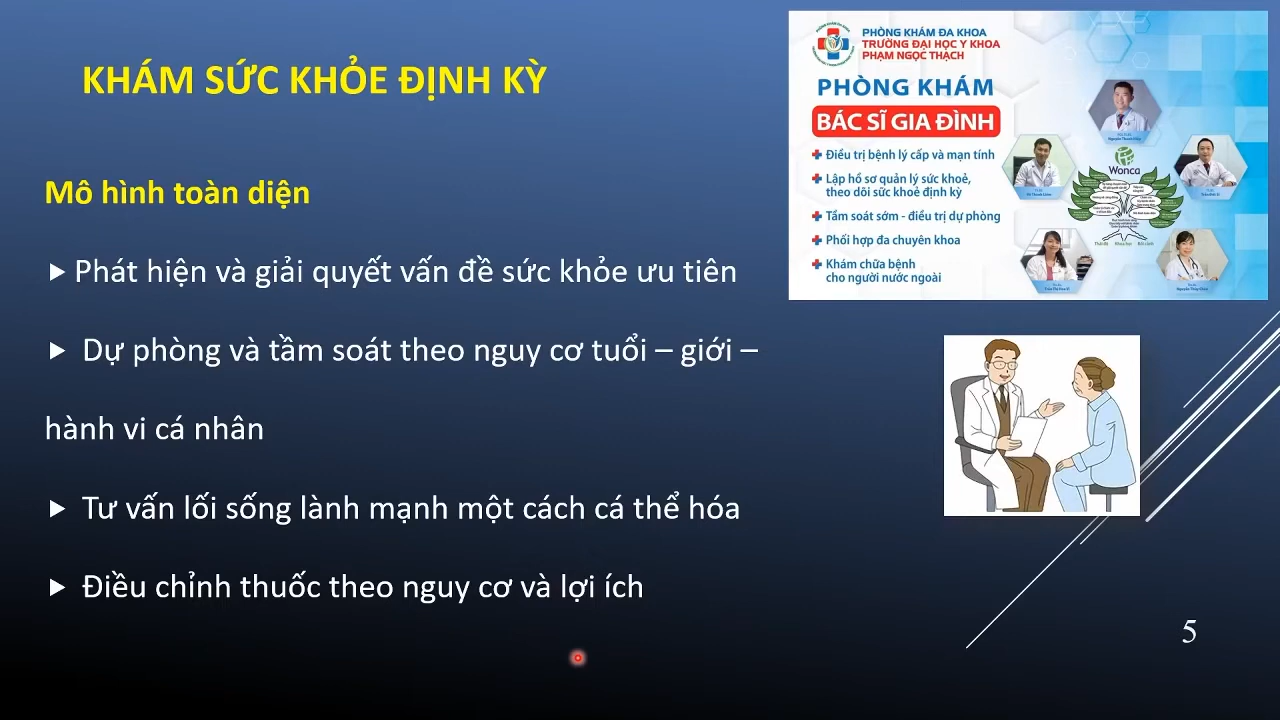 KHÁM SỨC KHỎE ĐỊNH KỲ
Mô hình toàn diện
Phát hiện và giải quyết vấn đề sức khỏe ưu tiên
Dự phòng và tầm soát theo nguy cơ tuổi – giới –
hành vi cá nhân
Tư vấn lối sống lành mạnh một cách cá thể hóa
Điều chỉnh thuốc theo nguy cơ và lợi ích
PHÒNG KHÁM ĐA KHOA
TRƯỜNG ĐẠI HỌC Y KHOA
PHẠM NGỌC THẠCH
PHÒNG KHÁM
BÁC SĨ GIA ĐÌNH
Điều trị bệnh lý cấp và mạn tính
Lập hồ sơ quản lý sức khoẻ,
theo dõi sức khoẻ định kỳ
Tầm soát sớm - điều trị dự phòng
Phối hợp đa chuyên khoa
Khám chữa bệnh
cho người nước ngoài
Wonca
5